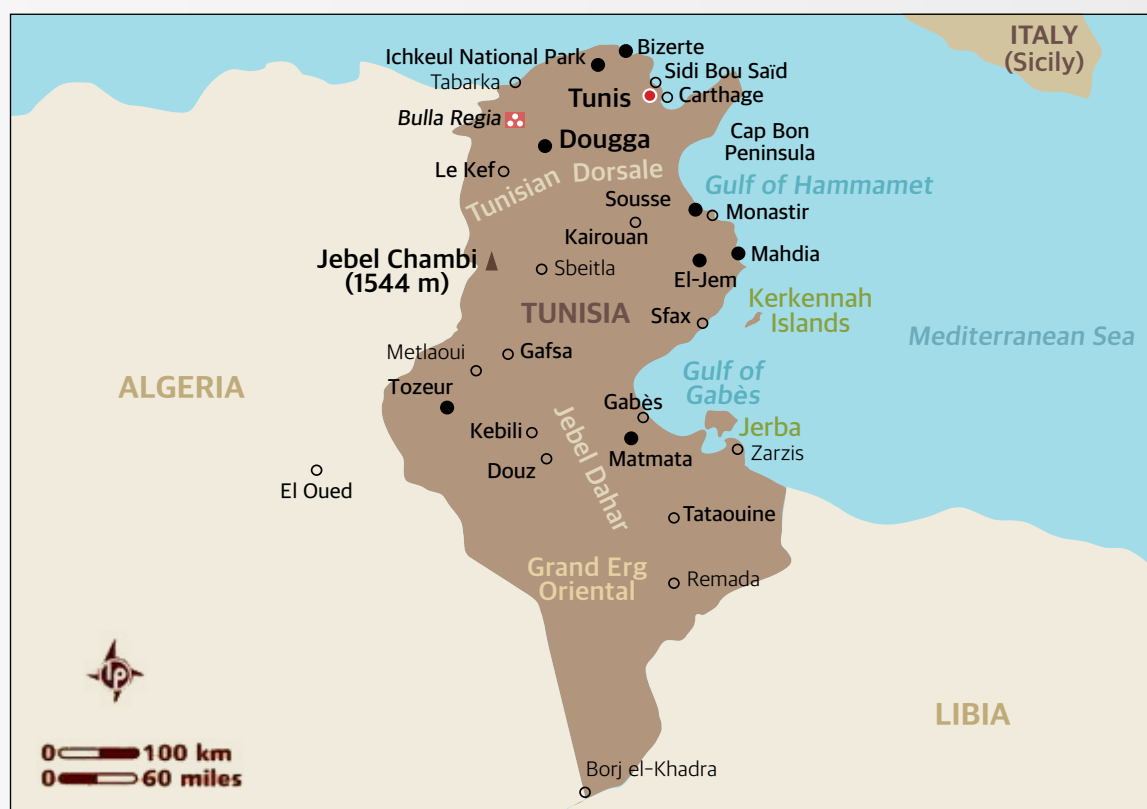 ITALY
(Sicily)
Bizerte
Ichkeul National Park
Sidi Bou Saïd
Tabarka
Tunis
Carthage
Bulla Regia
Dougga
Cap Bon
Peninsula
Le Kef
Tunisian Dorsale
Gulf of Hammamet
Sousse
Monastir
Kairouan
Jebel Chambi
(1544 m)
Sbeitla
Mahdia
El-Jem
TUNISIA
Sfax
Kerkennah
Islands
Mediterranean Sea
Metlaoui
Gafsa
ALGERIA
Tozeur
Gulf of
Gabès
Gabès
Jerba
Kebili
Jebel Dahar
Matmata
Zarzis
Douz
El Oued
Tataouine
Grand Erg
Oriental
Remada
LP
LIBIA
0 100 km
0 60 miles
Borj el-Khadra